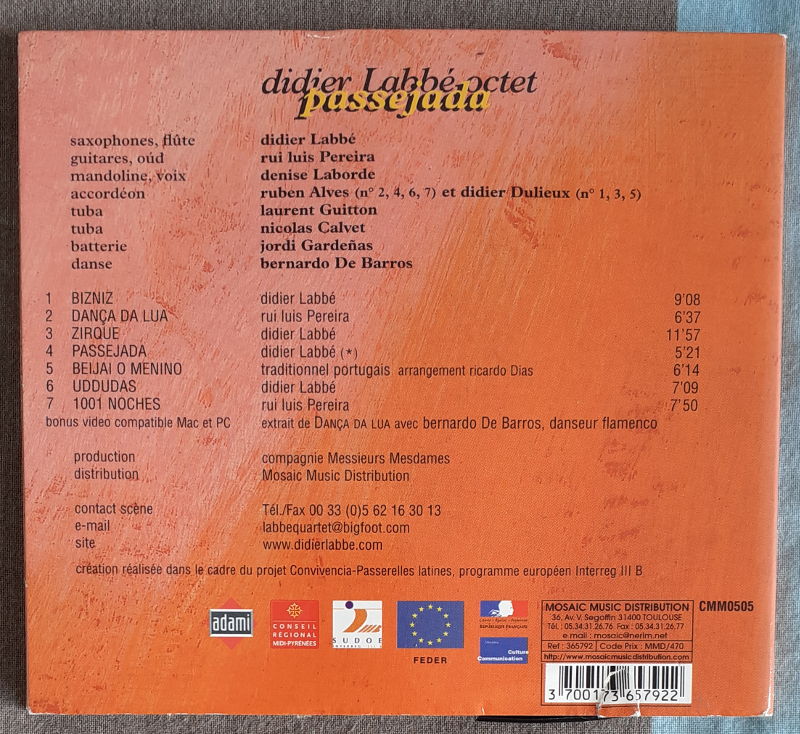 didier Labbé octet
passejada
saxophones, flûte didier Labbé
guitares, oúd rui luis Pereira
mandoline, voix denise Laborde
accordéon ruben Alves (n° 2, 4, 6, 7) et didier Dulieux (n° 1, 3, 5)
tuba laurent Guitton
tuba nicolas Calvet
batterie jordi Gardeñas
danse bernardo De Barros
1 BIZNIZ didier Labbé 9'08
2 DANÇA DA LUA rui luis Pereira 6'37
3 ZIRQUE didier Labbé 11'57
4 PASSEJADA didier Labbé (*) 5'21
5 BEIJAI O MENINO traditionnel portugais arrangement ricardo Dias 6'14
6 UDDUDAS didier Labbé 7'09
7 1001 NOCHES rui luis Pereira 7'50
bonus video compatible Mac et PC extrait de DANÇA DA LUA avec bernardo De Barros, danseur flamenco
production compagnie Messieurs Mesdames
distribution Mosaic Music Distribution
contact scène Tél./Fax 00 33 (0)5 62 16 30 13
e-mail labbequartet@bigfoot.com
site www.didierlabbe.com
création réalisée dans le cadre du projet Convivencia-Passerelles latines, programme européen Interreg III B
adami
CONSEIL
RÉGIONAL
MIDI-PYRÉNÉES
SUDOE
INTERREG III B
FEDER
Liberté • Égalité • Fraternité
RÉPUBLIQUE FRANÇAISE
Culture
Communication
MOSAIC MUSIC DISTRIBUTION
36, Av. V. Segoffin 31400 TOULOUSE
Tél. : 05.34.31.26.76 Fax : 05.34.31.26.77
e.mail : mosaic@nerim.net
Ref : 365792 Code Prix : MMD/470
http://www.mosaicmusicdistribution.com
CMM0505
3 700173 657922